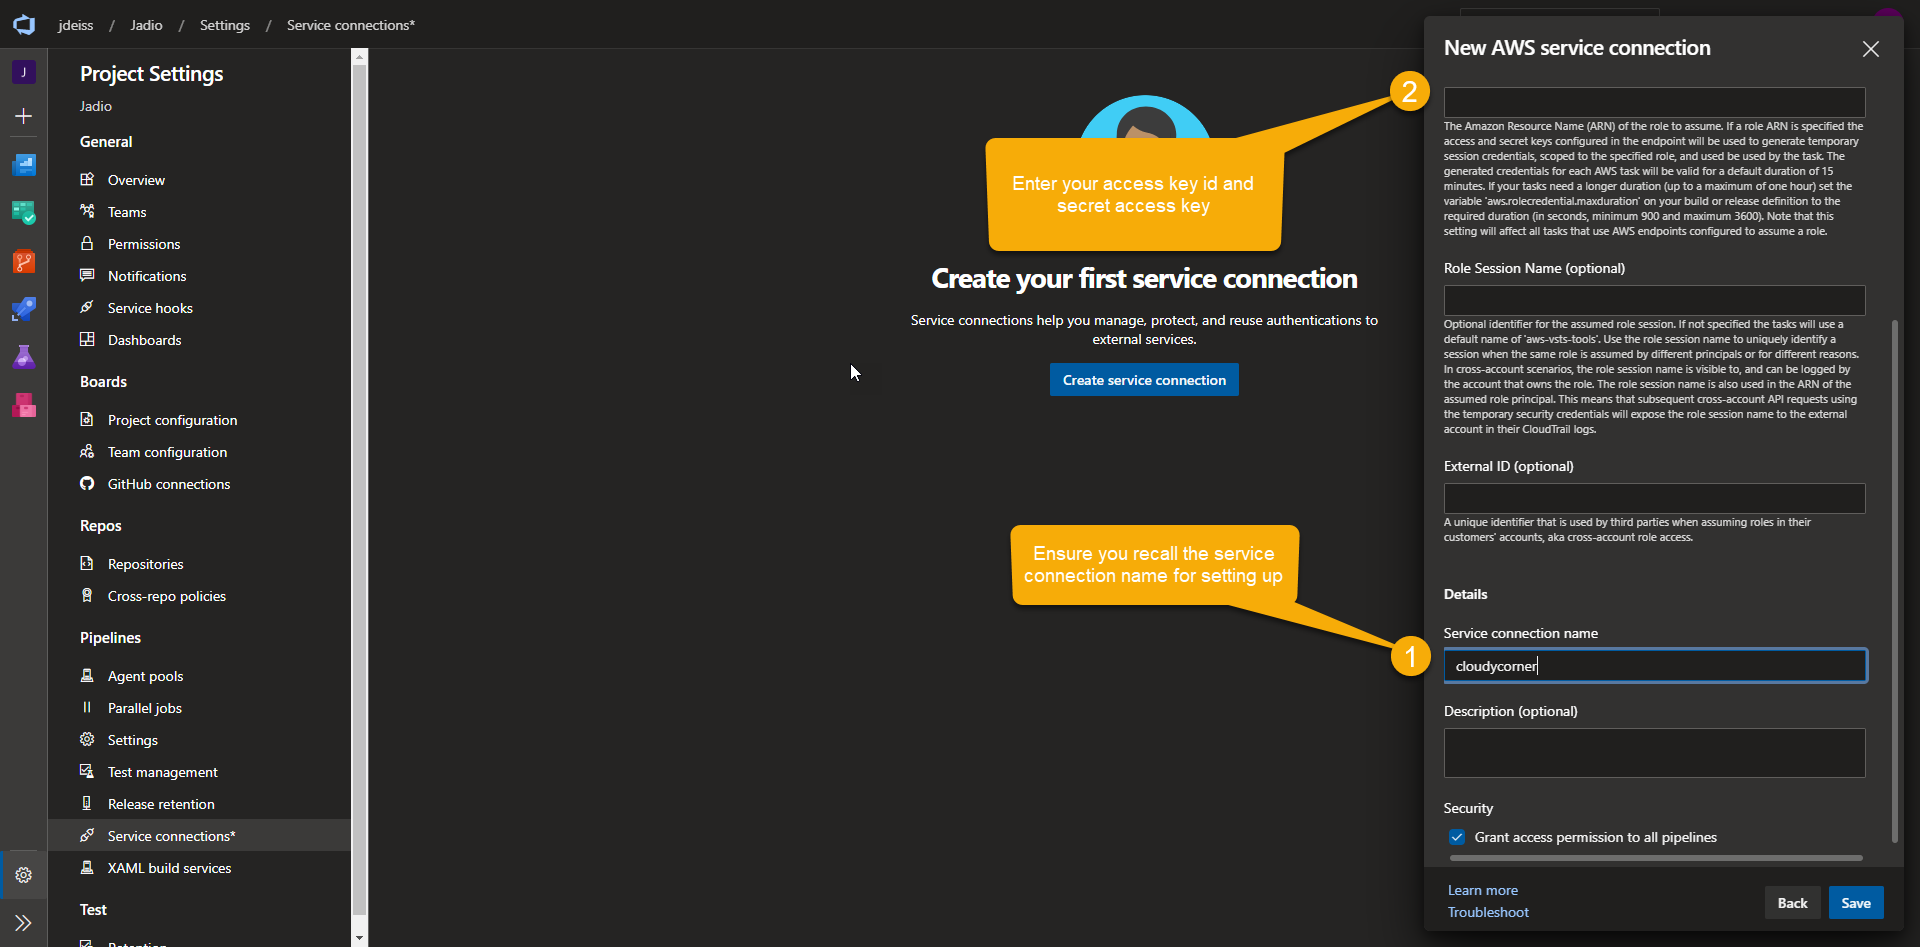 jdeiss / Jadio / Settings / Service connections*
J
Project Settings
Jadio
General
Overview
Teams
Permissions
Notifications
Service hooks
Dashboards
Boards
Project configuration
Team configuration
GitHub connections
Repos
Repositories
Cross-repo policies
Pipelines
Agent pools
Parallel jobs
Settings
Test management
Release retention
Service connections*
XAML build services
Test
Retention
Enter your access key id and
secret access key
2
Create your first service connection
Service connections help you manage, protect, and reuse authentications to
external services.
Create service connection
Ensure you recall the service
connection name for setting up
1
New AWS service connection
The Amazon Resource Name (ARN) of the role to assume. If a role ARN is specified the
access and secret keys configured in the endpoint will be used to generate temporary
session credentials, scoped to the specified role, and used be used by the task. The
generated credentials for each AWS task will be valid for a default duration of 15
minutes. If your tasks need a longer duration (up to a maximum of one hour) set the
variable 'aws.rolecredential.maxduration' on your build or release definition to the
required duration (in seconds, minimum 900 and maximum 3600). Note that this
setting will affect all tasks that use AWS endpoints configured to assume a role.
Role Session Name (optional)
Optional identifier for the assumed role session. If not specified the tasks will use a
default name of 'aws-vsts-tools'. Use the role session name to uniquely identify a
session when the same role is assumed by different principals or for different reasons.
In cross-account scenarios, the role session name is visible to, and can be logged by
the account that owns the role. The role session name is also used in the ARN of the
assumed role principal. This means that subsequent cross-account API requests using
the temporary security credentials will expose the role session name to the external
account in their CloudTrail logs.
External ID (optional)
A unique identifier that is used by third parties when assuming roles in their
customers' accounts, aka cross-account role access.
Details
Service connection name
cloudycorner
Description (optional)
Security
Grant access permission to all pipelines
Learn more
Troubleshoot
Back
Save